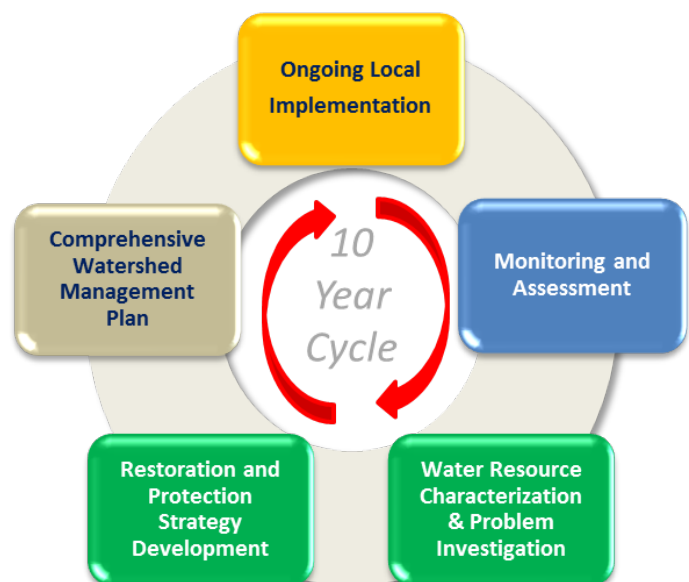 Ongoing Local
Implementation
Monitoring and
Assessment
Water Resource
Characterization
& Problem
Investigation
Restoration and
Protection
Strategy
Development
Comprehensive
Watershed
Management
Plan
10
Year
Cycle